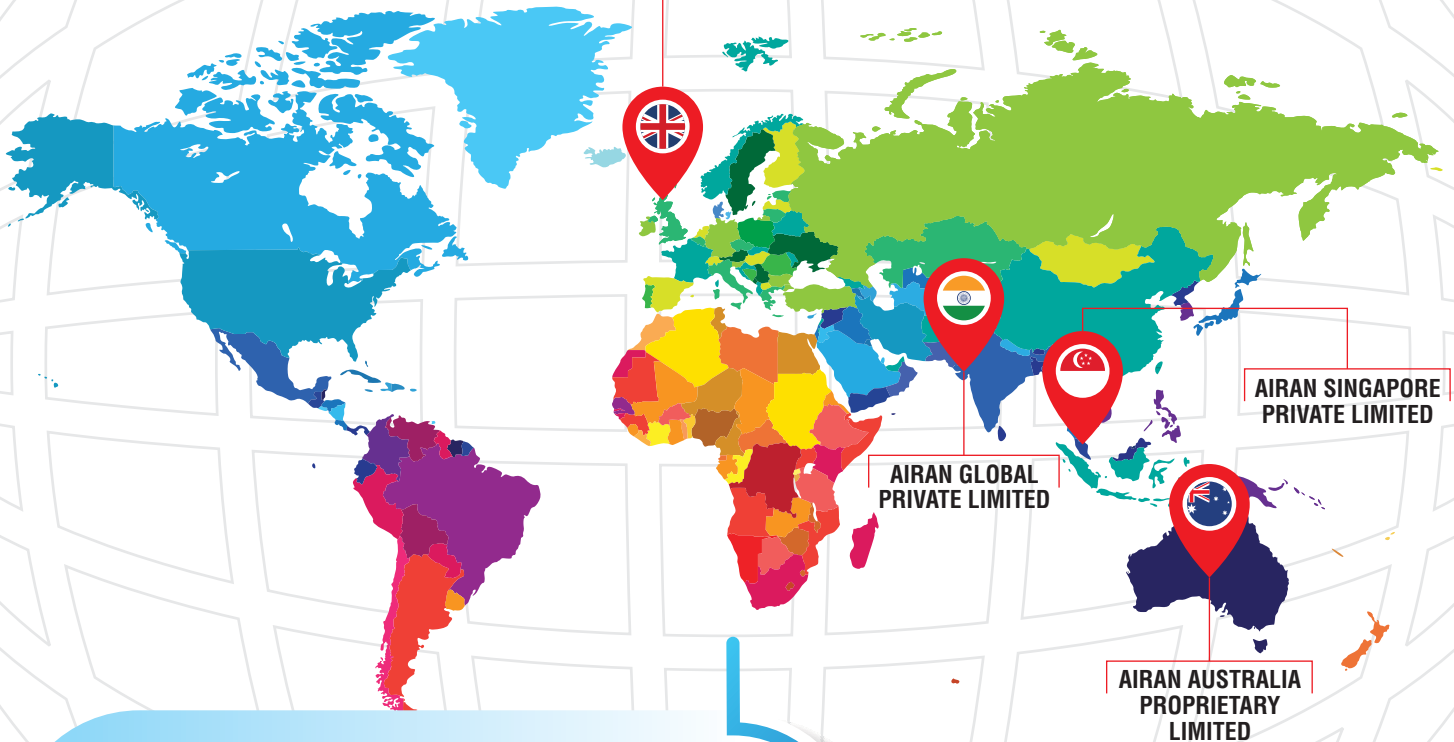 AIRAN SINGAPORE
PRIVATE LIMITED
AIRAN GLOBAL
PRIVATE LIMITED
AIRAN AUSTRALIA
PROPRIETARY
LIMITED